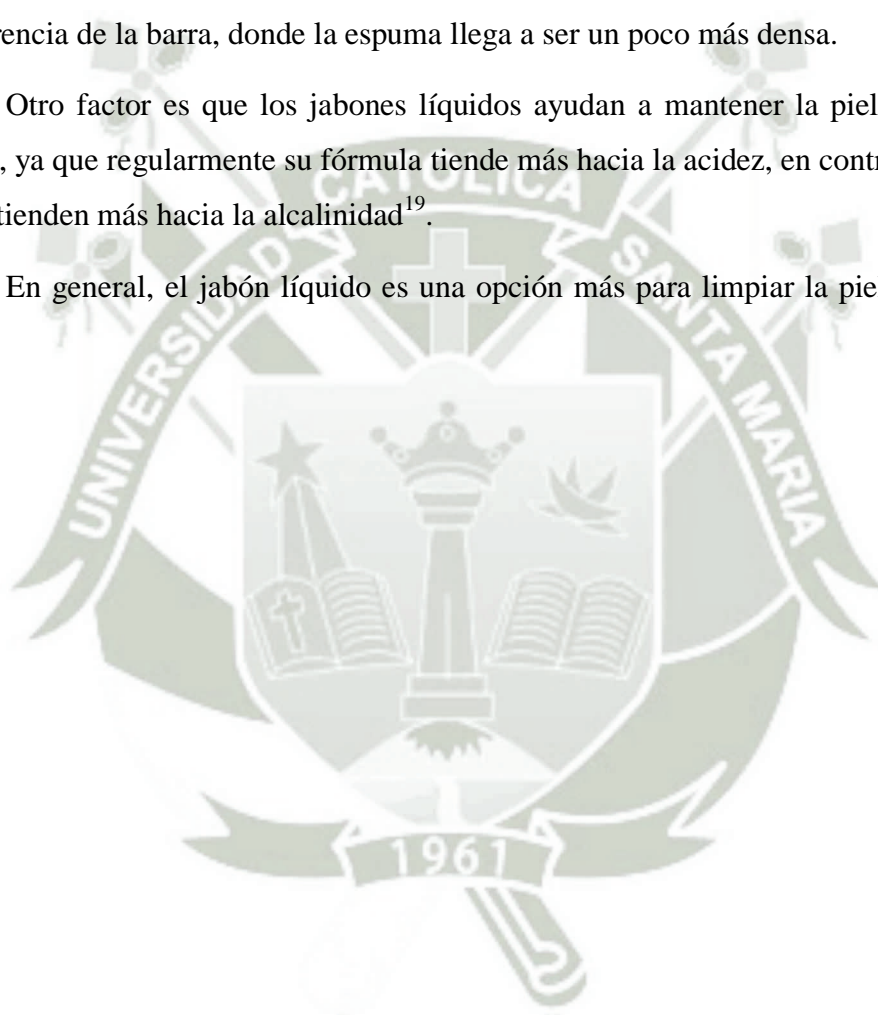 rencia de la barra, donde la espuma llega a ser un poco más densa.
Otro factor es que los jabones líquidos ayudan a mantener la piel
, ya que regularmente su fórmula tiende más hacia la acidez, en contr
tienden más hacia la alcalinidad19.
En general, el jabón líquido es una opción más para limpiar la pie
UNIVERSIDAD CATOLICA SANTA MARIA
1961